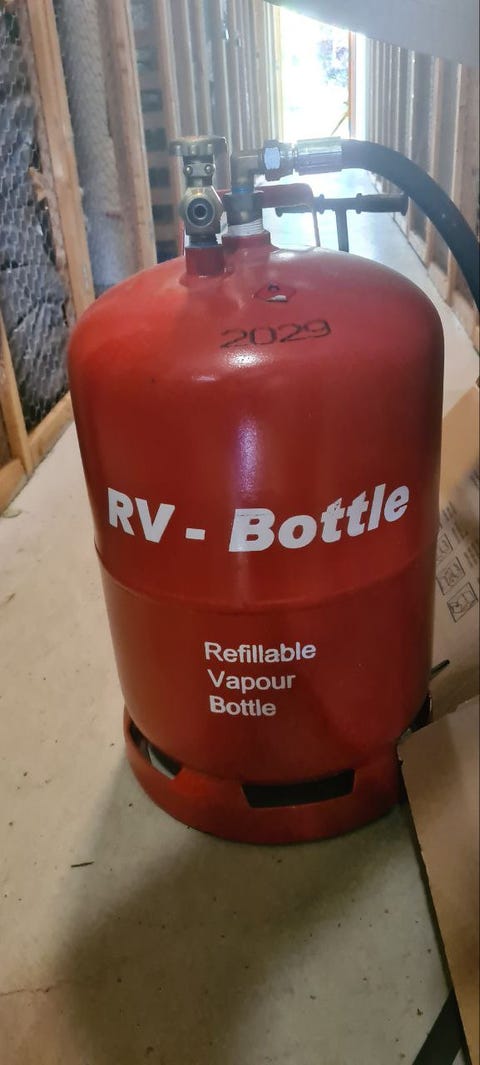 2029
RV - Bottle
Refillable
Vapour
Bottle